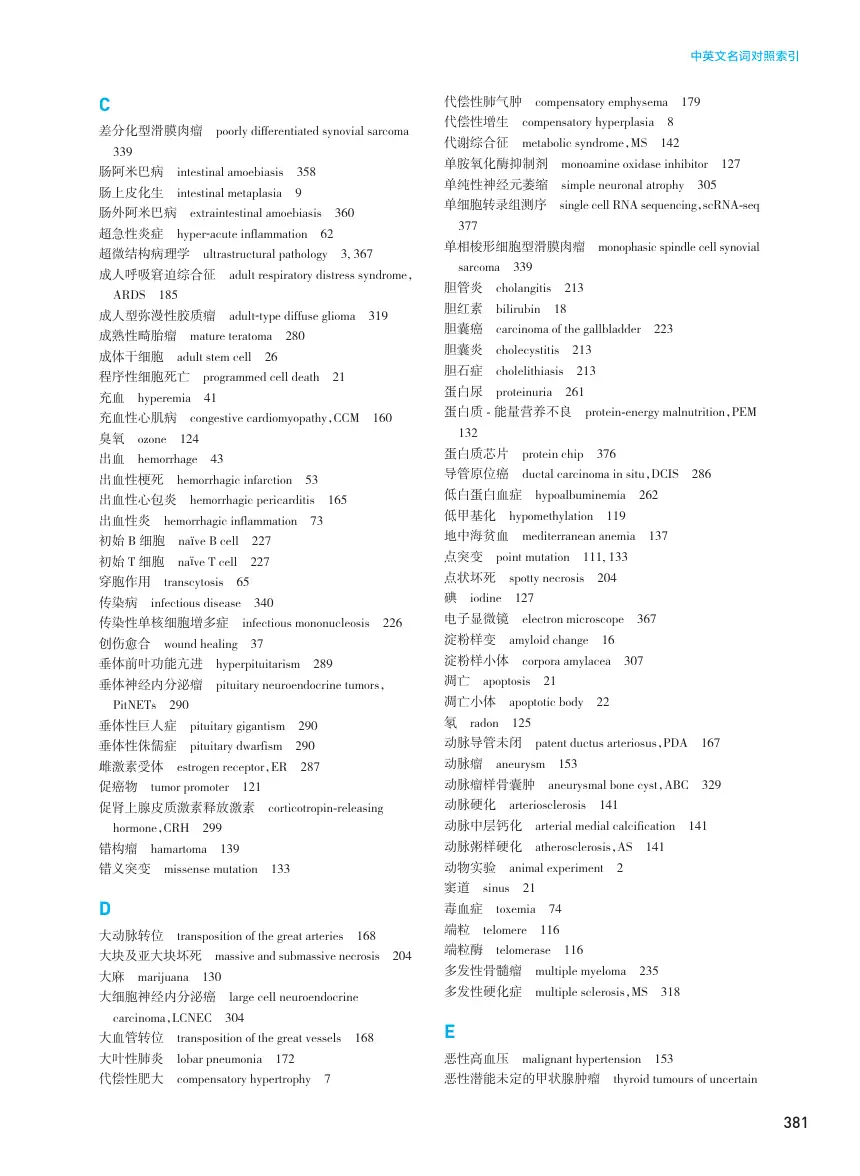 中英文名词对照索引
C
差分化型滑膜肉瘤 poorly differentiated synovial sarcoma
339
肠阿米巴病 intestinal amoebiasis 358
肠上皮化生 intestinal metaplasia 9
肠外阿米巴病 extraintestinal amoebiasis 360
超急性炎症 hyper-acute inflammation 62
超微结构病理学 ultrastructural pathology 3, 367
成人呼吸窘迫综合征 adult respiratory distress syndrome,
ARDS 185
成人型弥漫性胶质瘤 adult-type diffuse glioma 319
成熟性畸胎瘤 mature teratoma 280
成体干细胞 adult stem cell 26
程序性细胞死亡 programmed cell death 21
充血 hyperemia 41
充血性心肌病 congestive cardiomyopathy,CCM 160
臭氧 ozone 124
出血 hemorrhage 43
出血性梗死 hemorrhagic infarction 53
出血性心包炎 hemorrhagic pericarditis 165
出血性炎 hemorrhagic inflammation 73
初始 B 细胞 naïve B cell 227
初始 T 细胞 naïve T cell 227
穿胞作用 transcytosis 65
传染病 infectious disease 340
传染性单核细胞增多症 infectious mononucleosis 226
创伤愈合 wound healing 37
垂体前叶功能亢进 hyperpituitarism 289
垂体神经内分泌瘤 pituitary neuroendocrine tumors,
PitNETs 290
垂体性巨人症 pituitary gigantism 290
垂体性侏儒症 pituitary dwarfism 290
雌激素受体 estrogen receptor,ER 287
促癌物 tumor promoter 121
促肾上腺皮质激素释放激素 corticotropin-releasing
hormone,CRH 299
错构瘤 hamartoma 139
错义突变 missense mutation 133
D
大动脉转位 transposition of the great arteries 168
大块及亚大块坏死 massive and submassive necrosis 204
大麻 marijuana 130
大细胞神经内分泌癌 large cell neuroendocrine
carcinoma,LCNEC 304
大血管转位 transposition of the great vessels 168
大叶性肺炎 lobar pneumonia 172
代偿性肥大 compensatory hypertrophy 7
代偿性肺气肿 compensatory emphysema 179
代偿性增生 compensatory hyperplasia 8
代谢综合征 metabolic syndrome,MS 142
单胺氧化酶抑制剂 monoamine oxidase inhibitor 127
单纯性神经元萎缩 simple neuronal atrophy 305
单细胞转录组测序 single cell RNA sequencing,scRNA-seq
377
单相梭形细胞型滑膜肉瘤 monophasic spindle cell synovial
sarcoma 339
胆管炎 cholangitis 213
胆红素 bilirubin 18
胆囊癌 carcinoma of the gallbladder 223
胆囊炎 cholecystitis 213
胆石症 cholelithiasis 213
蛋白尿 proteinuria 261
蛋白质 - 能量营养不良 protein-energy malnutrition,PEM
132
蛋白质芯片 protein chip 376
导管原位癌 ductal carcinoma in situ,DCIS 286
低白蛋白血症 hypoalbuminemia 262
低甲基化 hypomethylation 119
地中海贫血 mediterranean anemia 137
点突变 point mutation 111, 133
点状坏死 spotty necrosis 204
碘 iodine 127
电子显微镜 electron microscope 367
淀粉样变 amyloid change 16
淀粉样小体 corpora amylacea 307
凋亡 apoptosis 21
凋亡小体 apoptotic body 22
氡 radon 125
动脉导管未闭 patent ductus arteriosus,PDA 167
动脉瘤 aneurysm 153
动脉瘤样骨囊肿 aneurysmal bone cyst,ABC 329
动脉硬化 arteriosclerosis 141
动脉中层钙化 arterial medial calcification 141
动脉粥样硬化 atherosclerosis,AS 141
动物实验 animal experiment 2
窦道 sinus 21
毒血症 toxemia 74
端粒 telomere 116
端粒酶 telomerase 116
多发性骨髓瘤 multiple myeloma 235
多发性硬化症 multiple sclerosis,MS 318
E
恶性高血压 malignant hypertension 153
恶性潜能未定的甲状腺肿瘤 thyroid tumours of uncertain
381